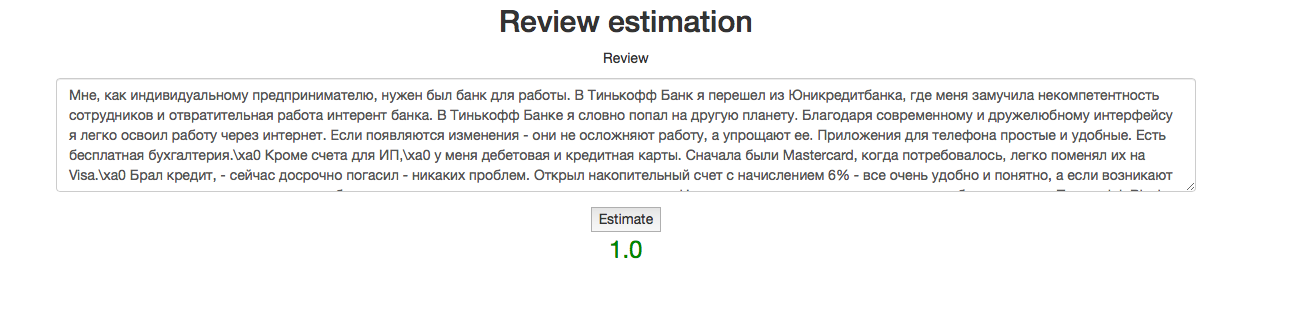 Review estimation
Review
Мне, как индивидуальному предпринимателю, нужен был банк для работы. В Тинькофф Банк я перешел из Юникредитбанка, где меня замучила некомпетентность
сотрудников и отвратительная работа интерент банка. В Тинькофф Банке я словно попал на другую планету. Благодаря современному и дружелюбному интерфейсу
я легко освоил работу через интернет. Если появляются изменения - они не осложняют работу, а упрощают ее. Приложения для телефона простые и удобные. Есть
бесплатная бухгалтерия.\xa0 Кроме счета для ИП,\xa0 у меня дебетовая и кредитная карты. Сначала были Mastercard, когда потребовалось, легко поменял их на
Visa.\xa0 Брал кредит, - сейчас досрочно погасил - никаких проблем. Открыл накопительный счет с начислением 6% - все очень удобно и понятно, а если возникают
Estimate
1.0